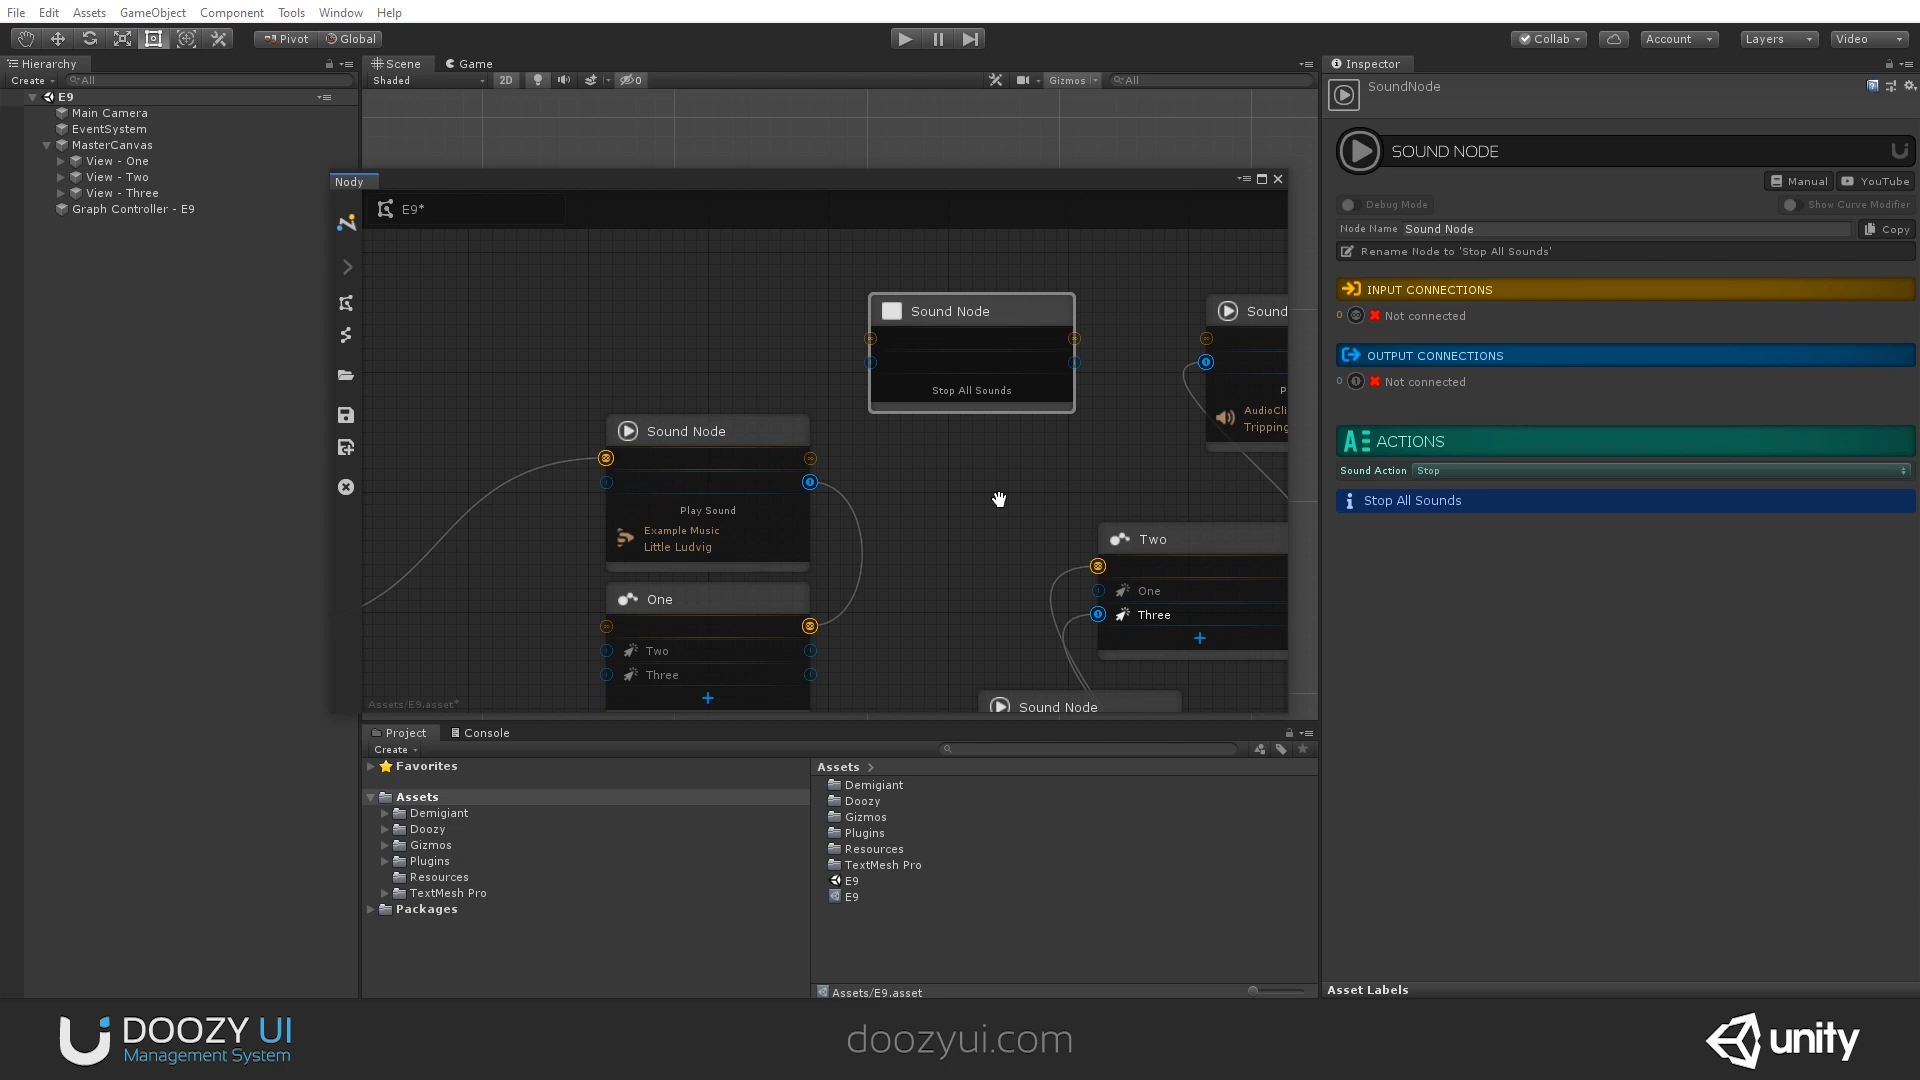 File Edit Assets GameObject Component Tools Window Help
Pivot Global Collab Account Layers Video
Hierarchy
Create All
E9
Main Camera
EventSystem
MasterCanvas
View - One
View - Two
View - Three
Graph Controller - E9
Scene Game
Shaded 2D 0 Gizmos All
Nody
E9*
Sound Node
Stop All Sounds
Sound
P
AudioCli
Tripping
Sound Node
Play Sound
Example Music
Little Ludvig
One
Two
Three
Two
One
Three
Sound Node
Assets/E9.asset*
Project Console
Create
Favorites
Assets
Demigiant
Doozy
Gizmos
Plugins
Resources
TextMesh Pro
Packages
Assets
Demigiant
Doozy
Gizmos
Plugins
Resources
TextMesh Pro
E9
E9
Assets/E9.asset
Inspector
SoundNode
SOUND NODE
Manual YouTube
Debug Mode Show Curve Modifier
Node Name Sound Node Copy
Rename Node to 'Stop All Sounds'
INPUT CONNECTIONS
0 Not connected
OUTPUT CONNECTIONS
0 Not connected
ACTIONS
Sound Action Stop
Stop All Sounds
Asset Labels
DOOZY UI
Management System
doozyui.com
unity